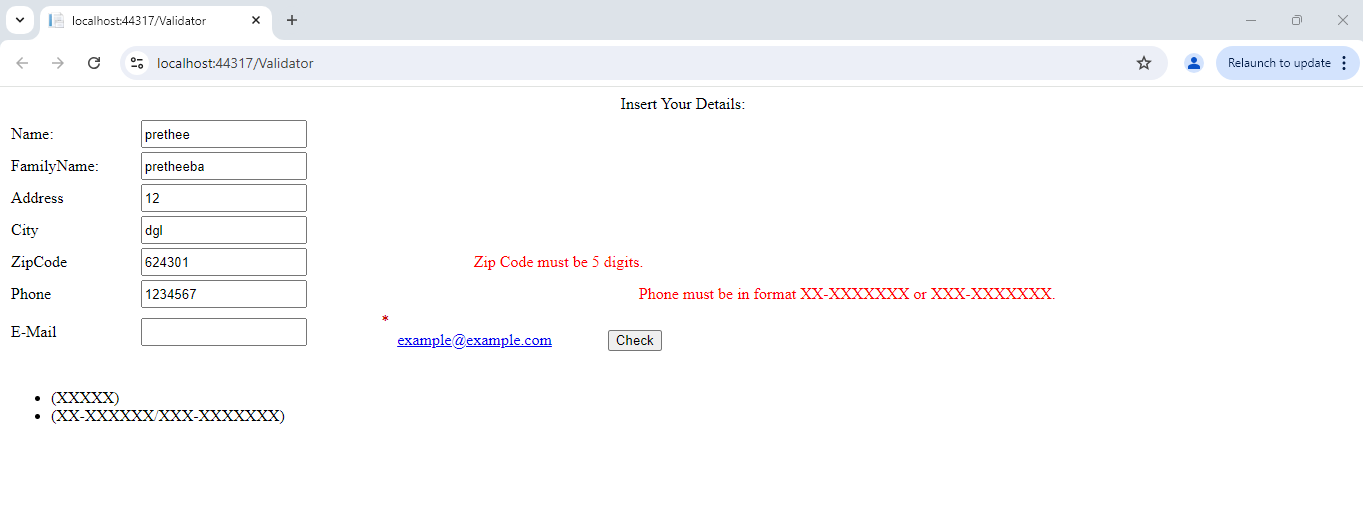 localhost:44317/Validator
localhost:44317/Validator Relaunch to update
Insert Your Details:
Name: prethee
FamilyName: pretheeba
Address 12
City dgl
ZipCode 624301 Zip Code must be 5 digits.
Phone 1234567 Phone must be in format XX-XXXXXXX or XXX-XXXXXXX.
*
E-Mail example@example.com Check
(XXXXX)
(XX-XXXXXX/XXX-XXXXXXX)